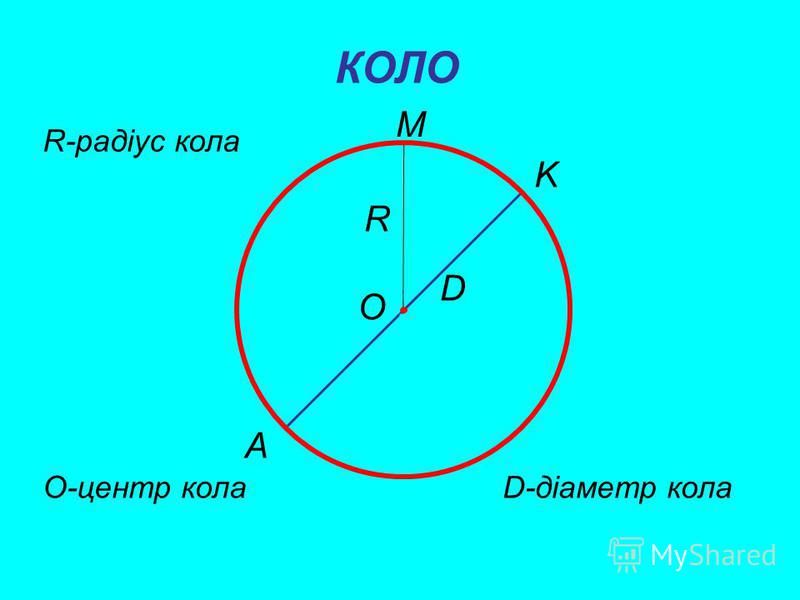 КОЛО
R-радіус кола
M
K
R
D
O
A
O-центр кола
D-діаметр кола
MyShared